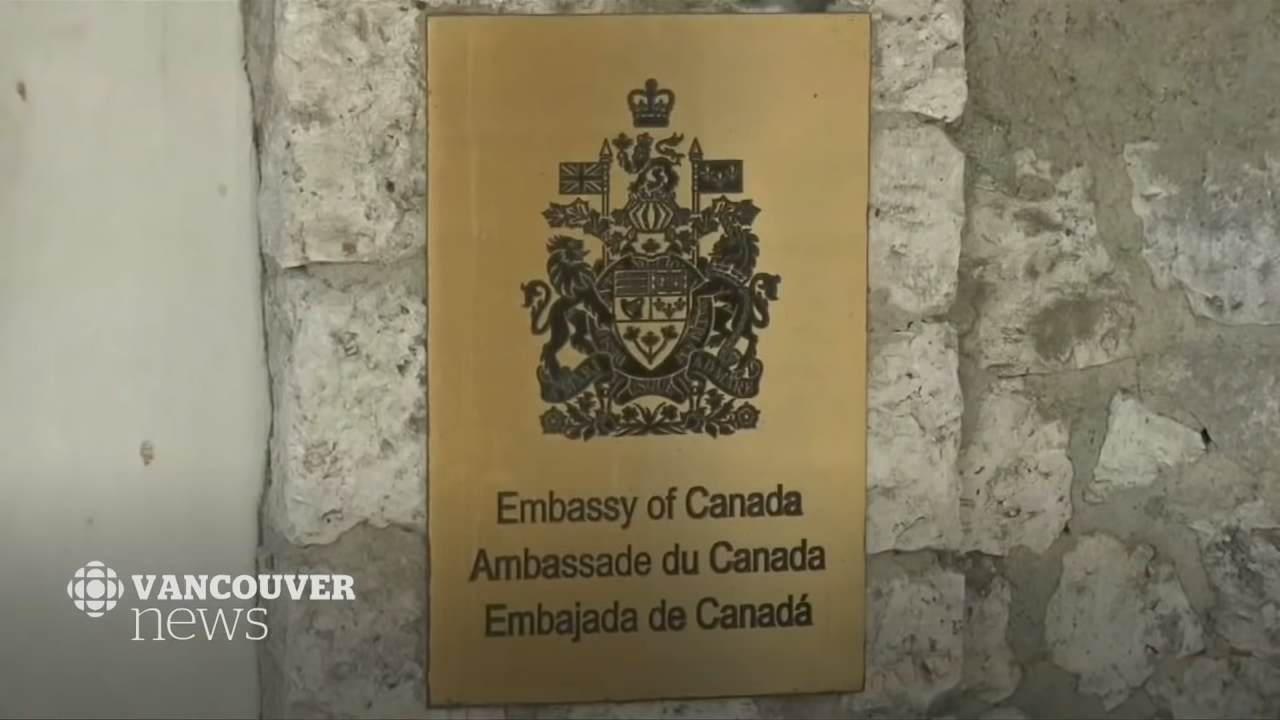 Embassy of Canada
Ambassade du Canada
Embajada de Canadá
VANCOUVER
news